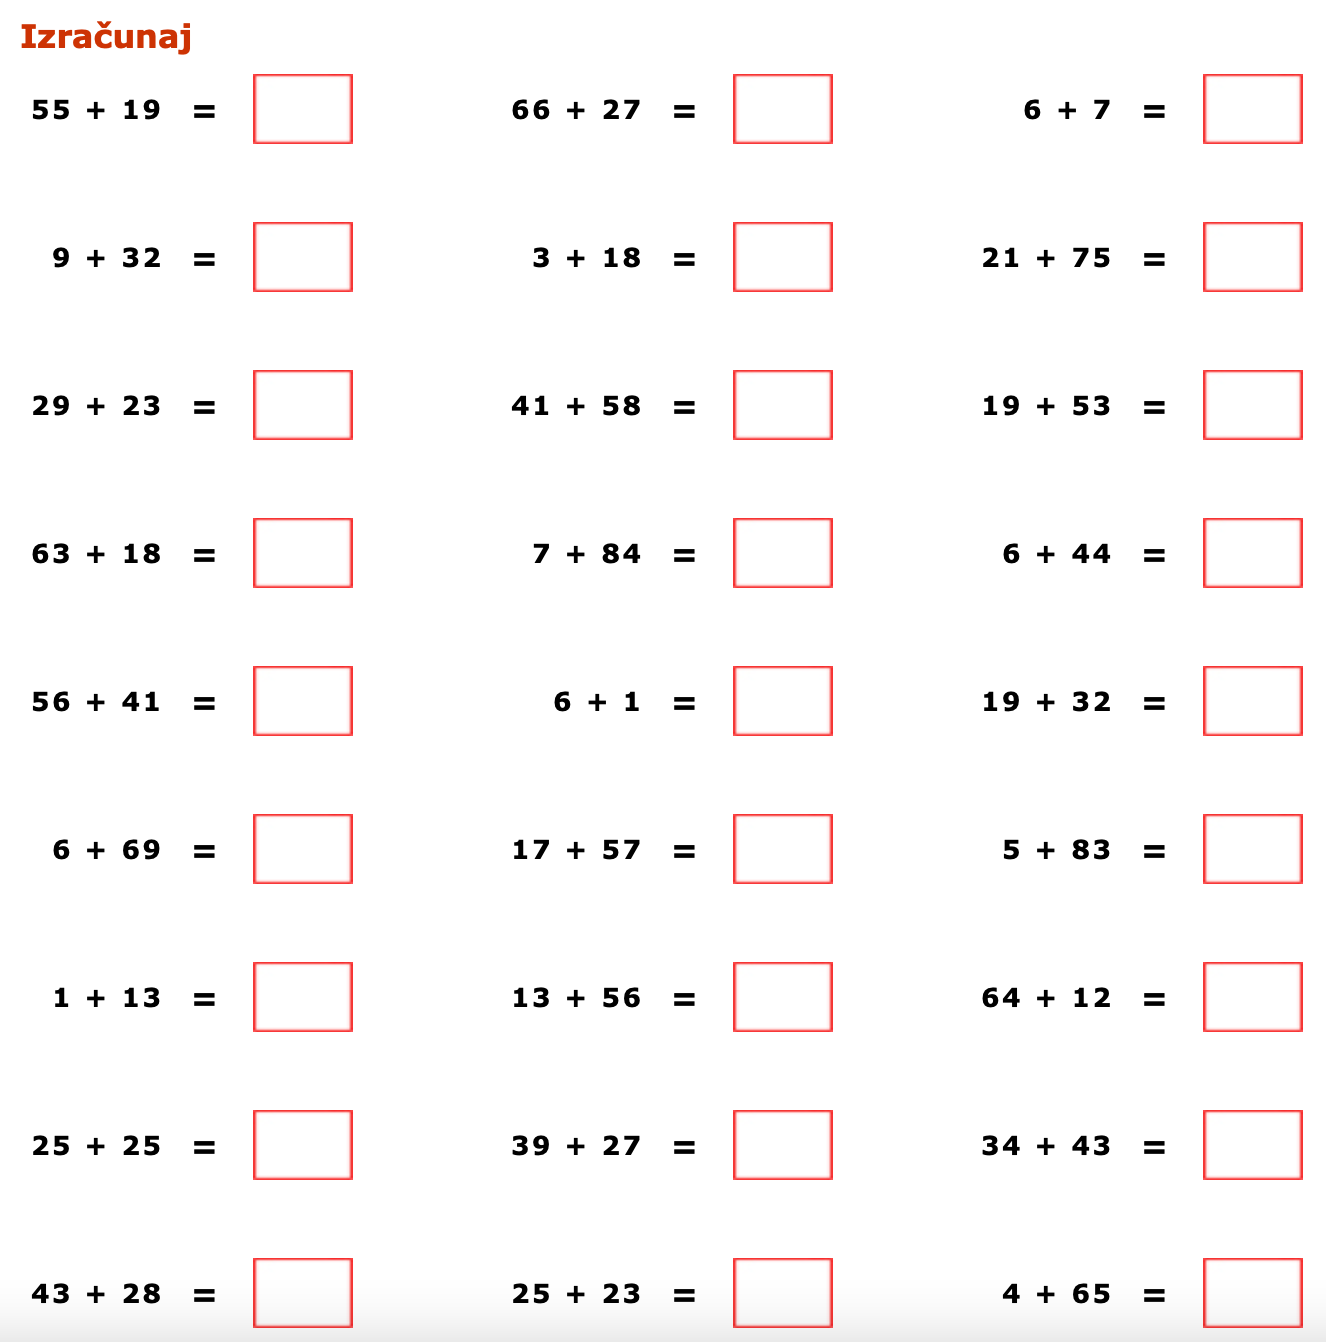 Izračunaj
55 + 19 = 66 + 27 = 6 + 7 =
9 + 32 = 3 + 18 = 21 + 75 =
29 + 23 = 41 + 58 = 19 + 53 =
63 + 18 = 7 + 84 = 6 + 44 =
56 + 41 = 6 + 1 = 19 + 32 =
6 + 69 = 17 + 57 = 5 + 83 =
1 + 13 = 13 + 56 = 64 + 12 =
25 + 25 = 39 + 27 = 34 + 43 =
43 + 28 = 25 + 23 = 4 + 65 =